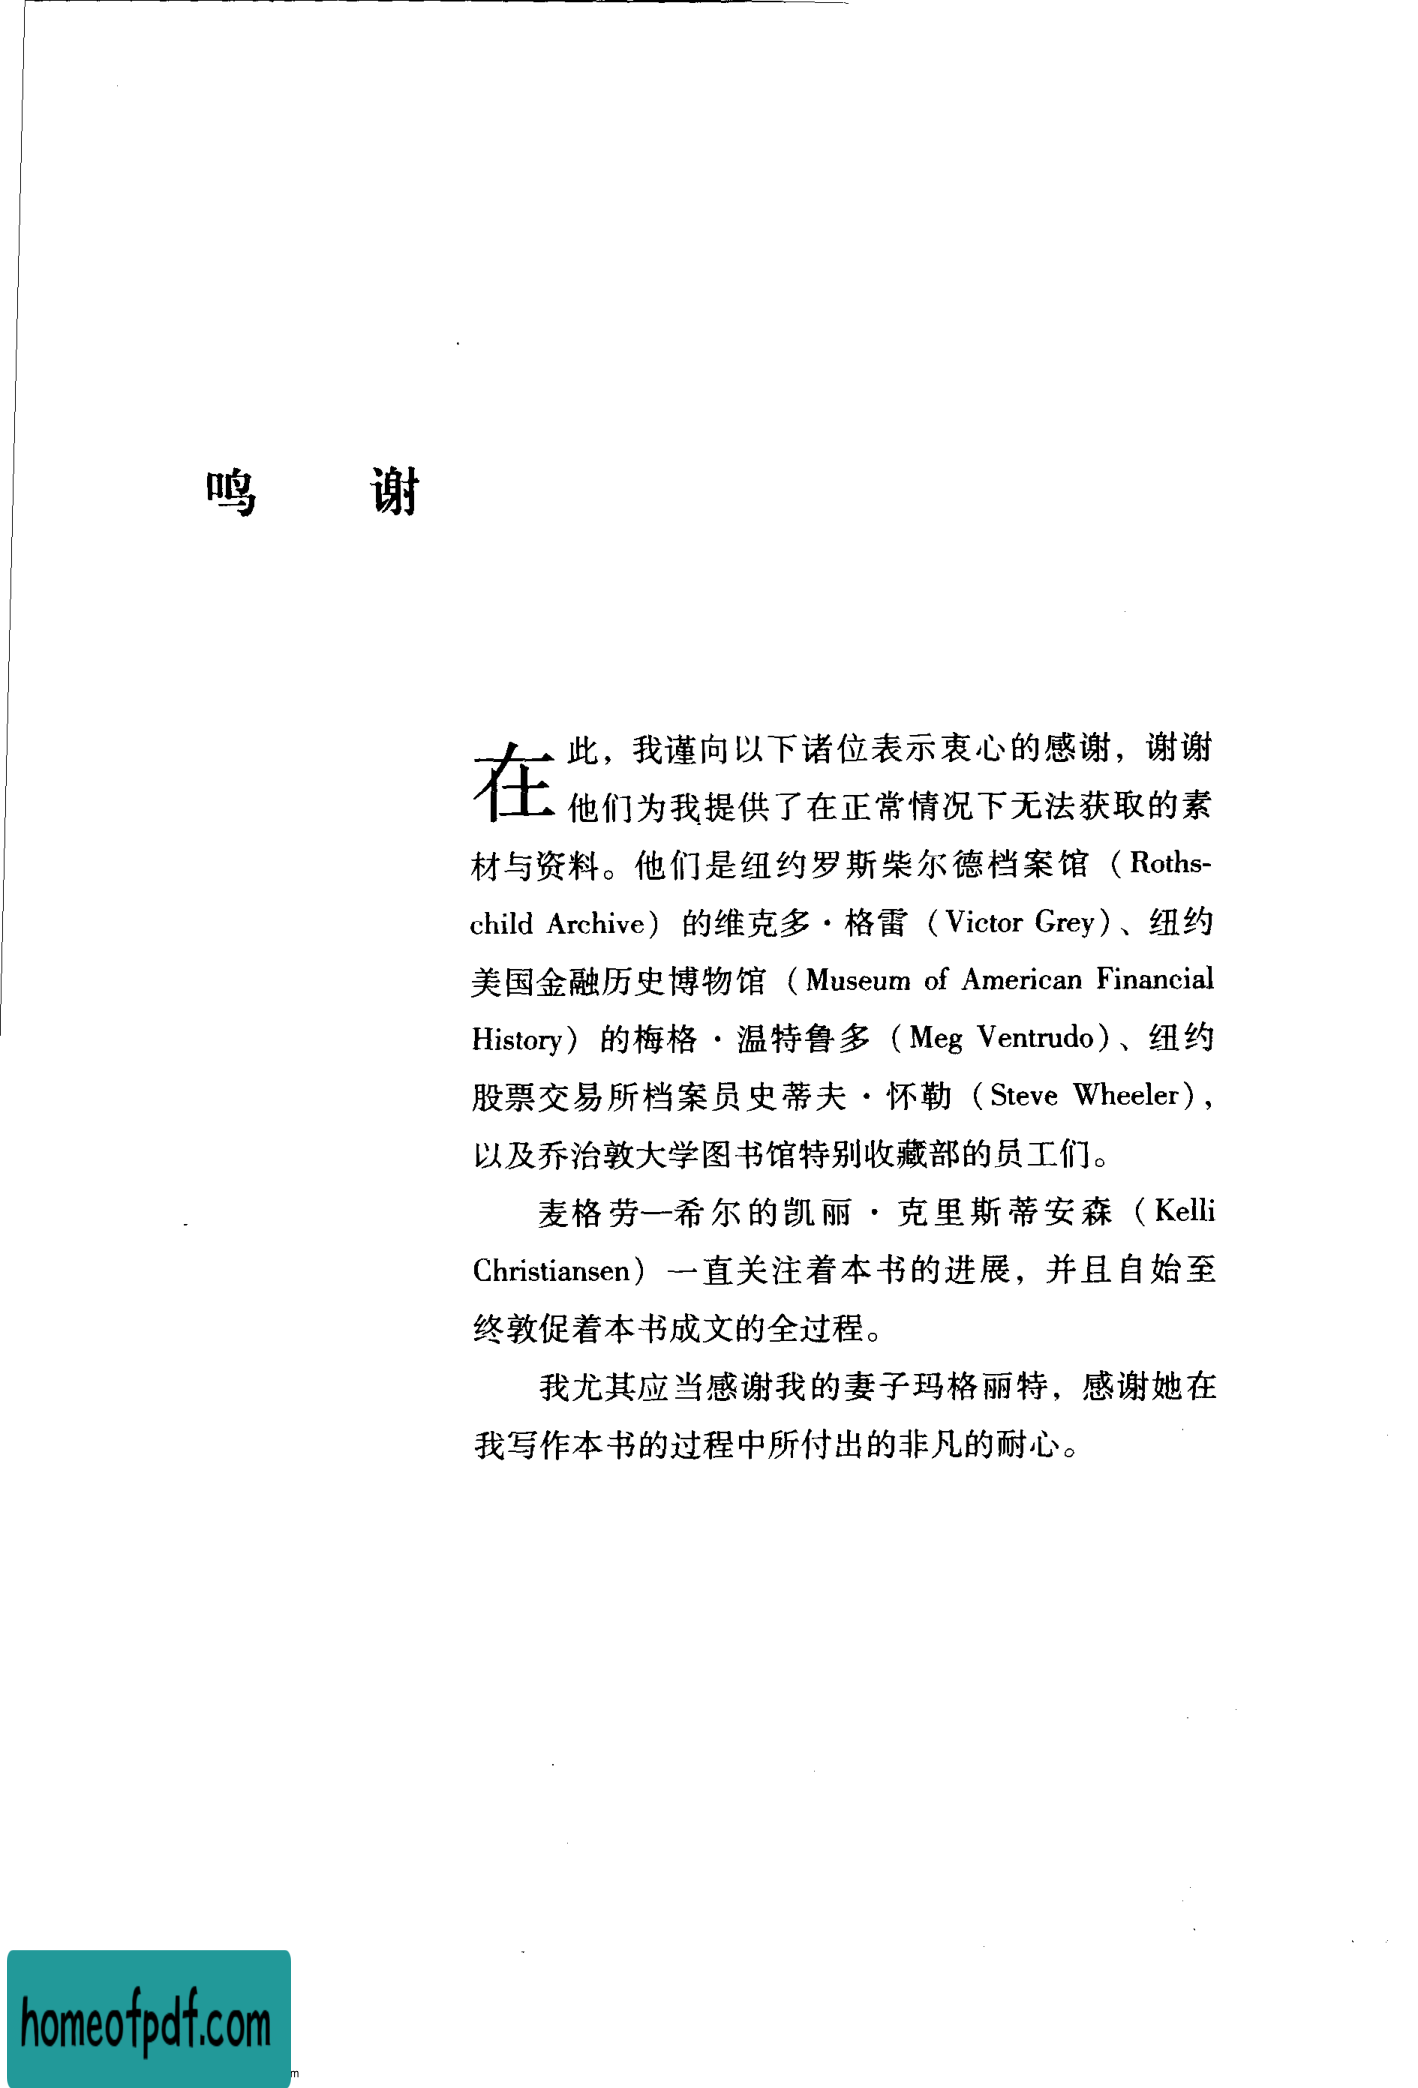 鸣 谢
在此，我谨向以下诸位表示衷心的感谢，谢谢
他们为我提供了在正常情况下无法获取的素
材与资料。他们是纽约罗斯柴尔德档案馆（Roths-
child Archive）的维克多·格雷（Victor Grey）、纽约
美国金融历史博物馆（Museum of American Financial
History）的梅格·温特鲁多（Meg Ventrudo）、纽约
股票交易所档案员史蒂夫·怀勒（Steve Wheeler），
以及乔治敦大学图书馆特别收藏部的员工们。
麦格劳—希尔的凯丽·克里斯蒂安森（Kelli
Christiansen）一直关注着本书的进展，并且自始至
终敦促着本书成文的全过程。
我尤其应当感谢我的妻子玛格丽特，感谢她在
我写作本书的过程中所付出的非凡的耐心。
homeofpdf.com
m